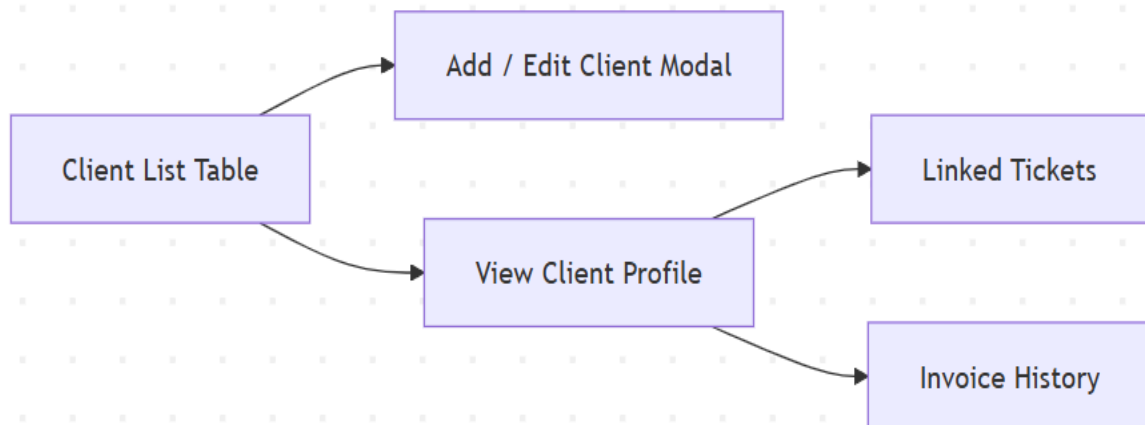 Add / Edit Client Modal
Client List Table
Linked Tickets
View Client Profile
Invoice History